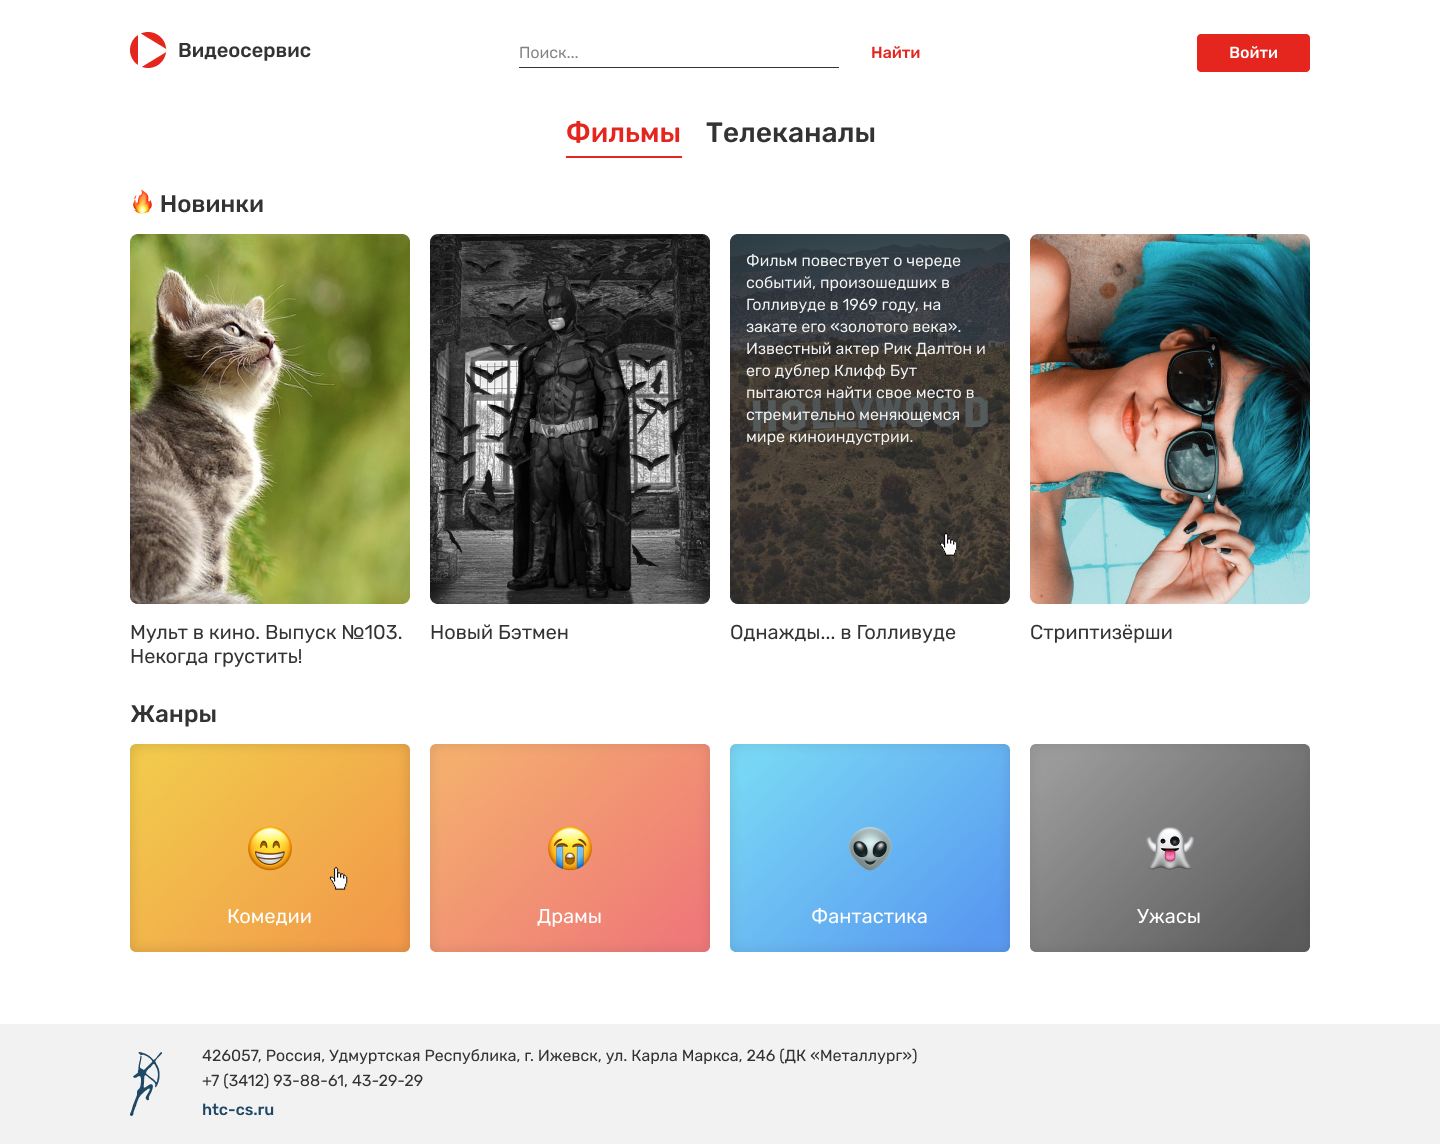 Видеосервис
Поиск...
Найти
Войти
Фильмы
Телеканалы
Новинки
Фильм повествует о череде
событий, произошедших в
Голливуде в 1969 году, на
закате его «золотого века».
Известный актер Рик Далтон и
его дублер Клифф Бут
пытаются найти свое место в
стремительно меняющемся
мире киноиндустрии.
Мульт в кино. Выпуск №103.
Некогда грустить!
Новый Бэтмен
Однажды... в Голливуде
Стриптизёрши
Жанры
Комедии
Драмы
Фантастика
Ужасы
426057, Россия, Удмуртская Республика, г. Ижевск, ул. Карла Маркса, 246 (ДК «Металлург»)
+7 (3412) 93-88-61, 43-29-29
htc-cs.ru